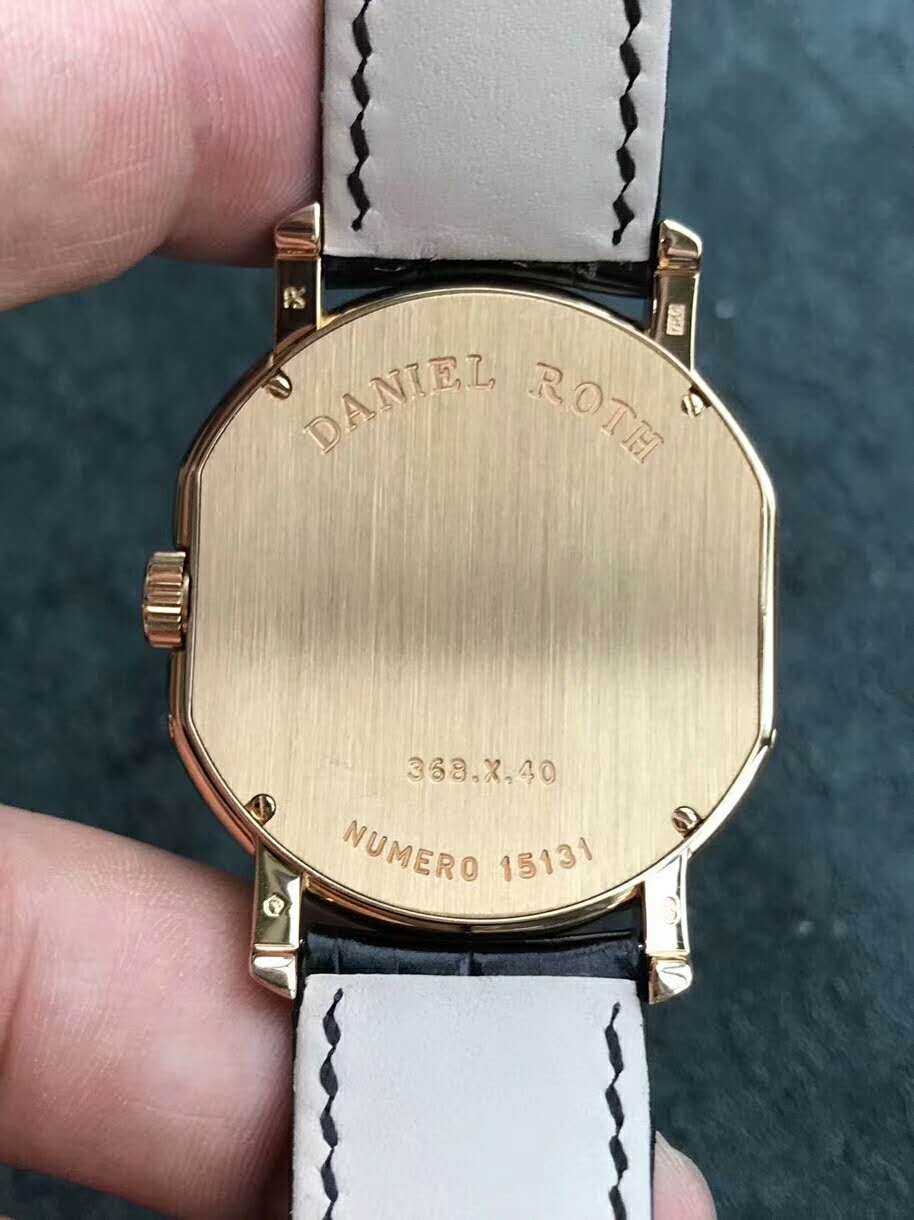 DANIEL ROTH
368.X.40
NUMERO 15131